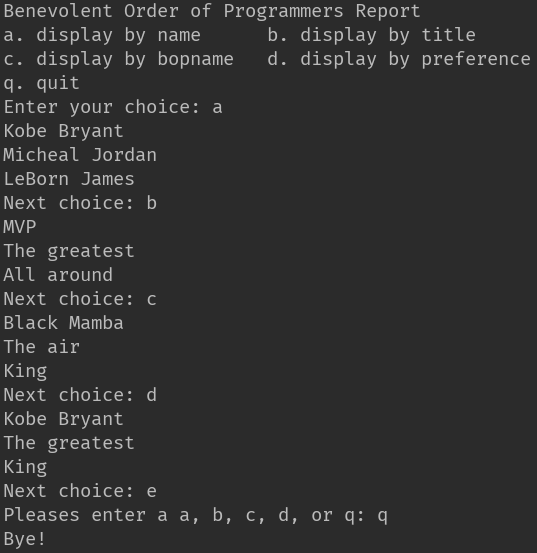 Benevolent Order of Programmers Report
a. display by name      b. display by title
c. display by bopname   d. display by preference
q. quit
Enter your choice: a
Kobe Bryant
Micheal Jordan
LeBorn James
Next choice: b
MVP
The greatest
All around
Next choice: c
Black Mamba
The air
King
Next choice: d
Kobe Bryant
The greatest
King
Next choice: e
Pleases enter a a, b, c, d, or q: q
Bye!